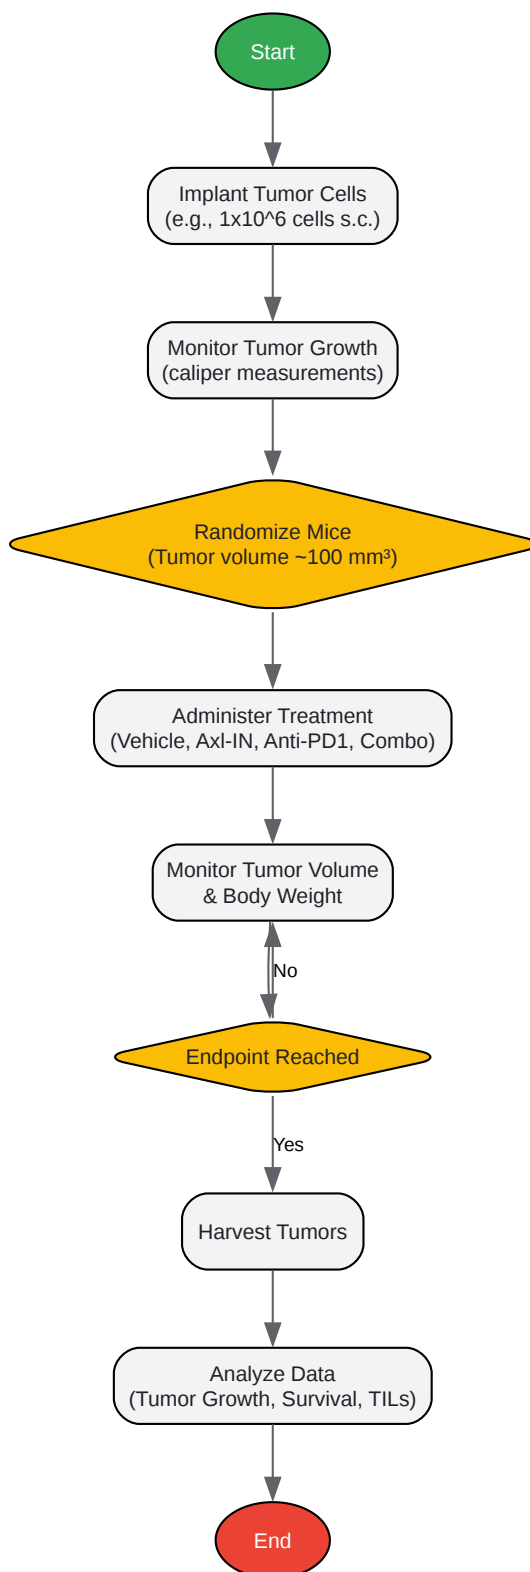 Start
Implant Tumor Cells
(e.g., 1x10^6 cells s.c.)
Monitor Tumor Growth
(caliper measurements)
Randomize Mice
(Tumor volume ~100 mm³)
Administer Treatment
(Vehicle, Axl-IN, Anti-PD1, Combo)
Monitor Tumor Volume
& Body Weight
No
Endpoint Reached
Yes
Harvest Tumors
Analyze Data
(Tumor Growth, Survival, TILs)
End